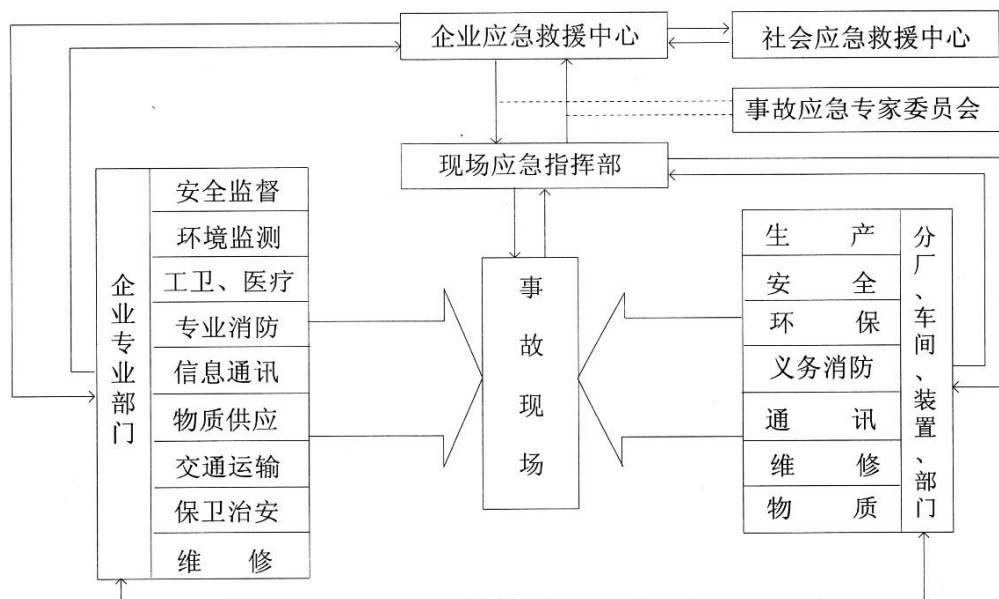 企业应急救援中心
社会应急救援中心
事故应急专家委员会
现场应急指挥部
企业专业部门
安全监督
环境监测
工卫、医疗
专业消防
信息通讯
物质供应
交通运输
保卫治安
维 修
事故现场
生 产
安 全
环 保
义务消防
通 讯
维 修
物 质
分厂、车间、装置、部门